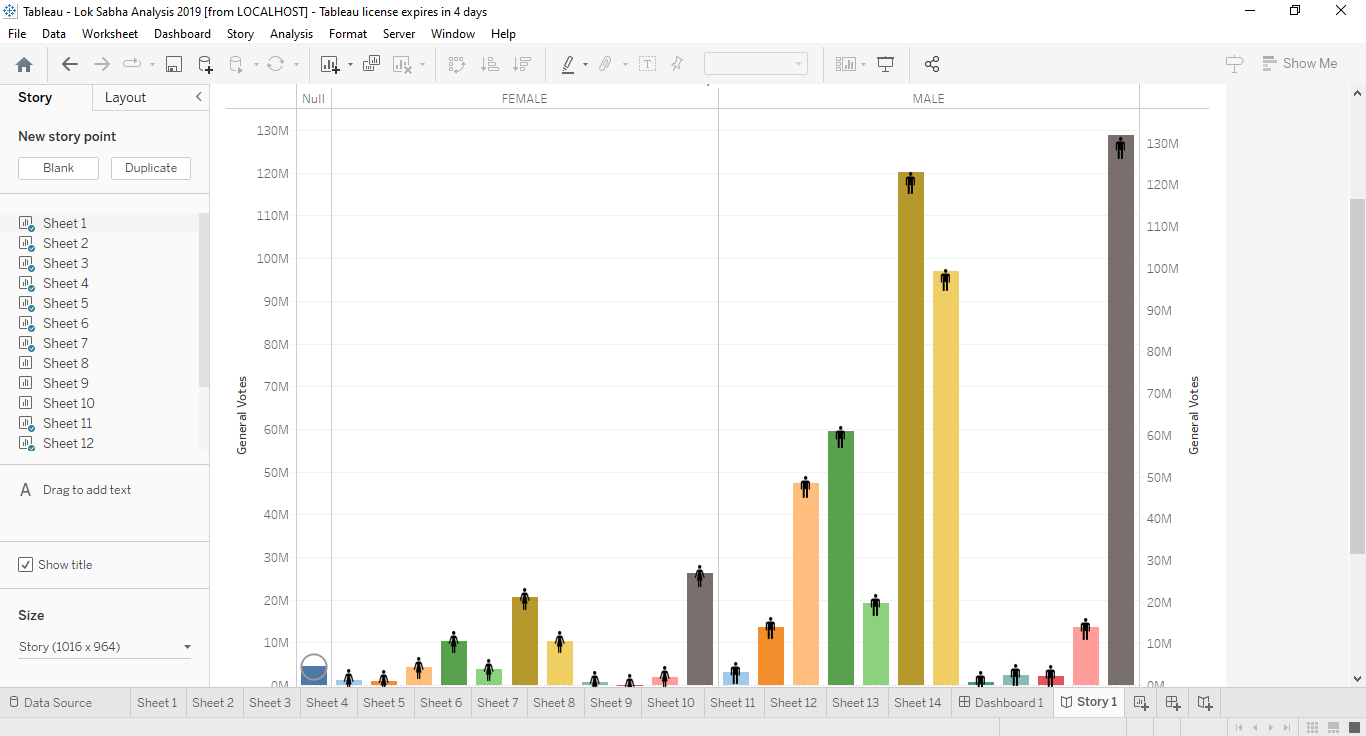 Tableau - Lok Sabha Analysis 2019 [from LOCALHOST] - Tableau license expires in 4 days
File Data Worksheet Dashboard Story Analysis Format Server Window Help
Show Me
Story Layout
New story point
Blank Duplicate
Sheet 1
Sheet 2
Sheet 3
Sheet 4
Sheet 5
Sheet 6
Sheet 7
Sheet 8
Sheet 9
Sheet 10
Sheet 11
Sheet 12
A Drag to add text
Show title
Size
Story (1016 x 964)
Null FEMALE MALE
General Votes
130M
120M
110M
100M
90M
80M
70M
60M
50M
40M
30M
20M
10M
0M
130M
120M
110M
100M
90M
80M
70M
60M
50M
40M
30M
20M
10M
0M
General Votes
Data Source Sheet 1 Sheet 2 Sheet 3 Sheet 4 Sheet 5 Sheet 6 Sheet 7 Sheet 8 Sheet 9 Sheet 10 Sheet 11 Sheet 12 Sheet 13 Sheet 14 Dashboard 1 Story 1